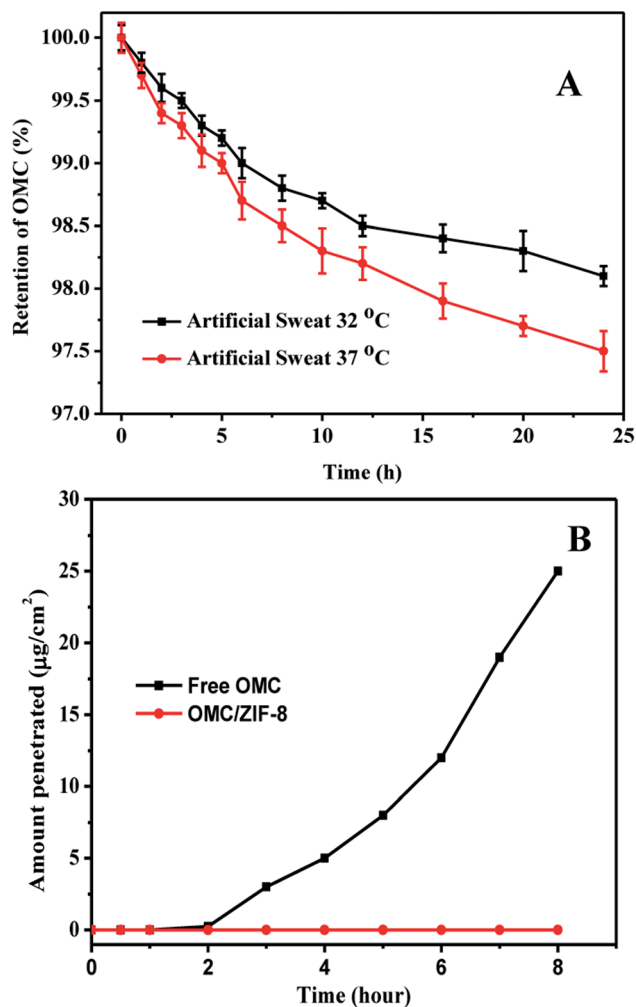 A
100.0
99.5
99.0
98.5
98.0
97.5
97.0
Retention of OMC (%)
Artificial Sweat 32 ⁰C
Artificial Sweat 37 ⁰C
0 5 10 15 20 25
Time (h)
B
30
25
20
15
10
5
0
Amount penetrated (µg/cm²)
Free OMC
OMC/ZIF-8
0 2 4 6 8
Time (hour)